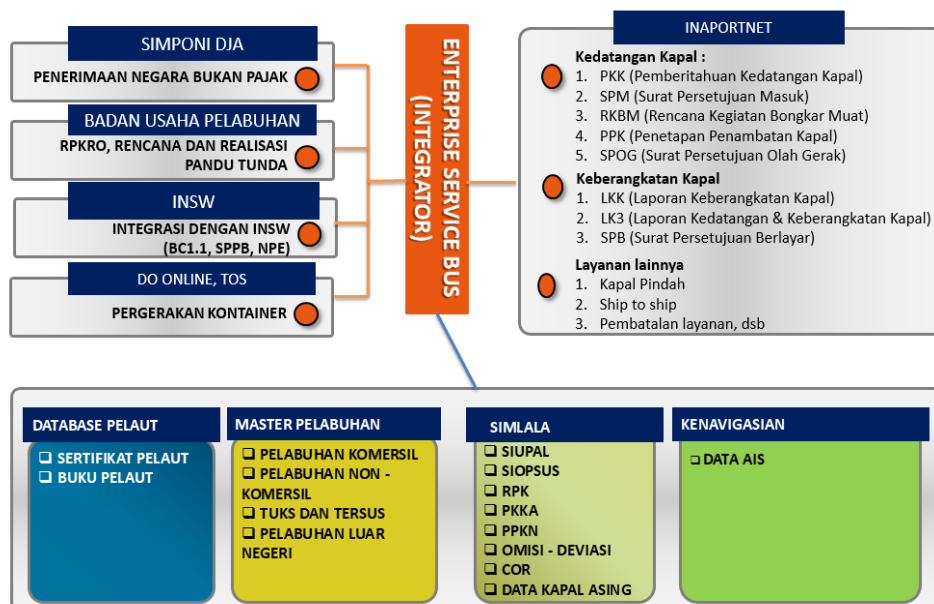 SIMPONI DJA
PENERIMAAN NEGARA BUKAN PAJAK
BADAN USAHA PELABUHAN
RPKRO, RENCANA DAN REALISASI
PANDU TUNDA
INSW
INTEGRASI DENGAN INSW
(BC1.1, SPPB, NPE)
DO ONLINE, TOS
PERGERAKAN KONTAINER
ENTERPRISE SERVICE BUS
(INTEGRATOR)
INAPORTNET
Kedatangan Kapal :
1. PKK (Pemberitahuan Kedatangan Kapal)
2. SPM (Surat Persetujuan Masuk)
3. RKBM (Rencana Kegiatan Bongkar Muat)
4. PPK (Penetapan Penambatan Kapal)
5. SPOG (Surat Persetujuan Olah Gerak)
Keberangkatan Kapal
1. LKK (Laporan Keberangkatan Kapal)
2. LK3 (Laporan Kedatangan & Keberangkatan Kapal)
3. SPB (Surat Persetujuan Berlayar)
Layanan lainnya
1. Kapal Pindah
2. Ship to ship
3. Pembatalan layanan, dsb
DATABASE PELAUT
❑ SERTIFIKAT PELAUT
❑ BUKU PELAUT
MASTER PELABUHAN
❑ PELABUHAN KOMERSIL
❑ PELABUHAN NON -
KOMERSIL
❑ TUKS DAN TERSUS
❑ PELABUHAN LUAR
NEGERI
SIMLALA
❑ SIUPAL
❑ SIOPSUS
❑ RPK
❑ PKKA
❑ PPKN
❑ OMISI - DEVIASI
❑ COR
❑ DATA KAPAL ASING
KENAVIGASIAN
❑ DATA AIS